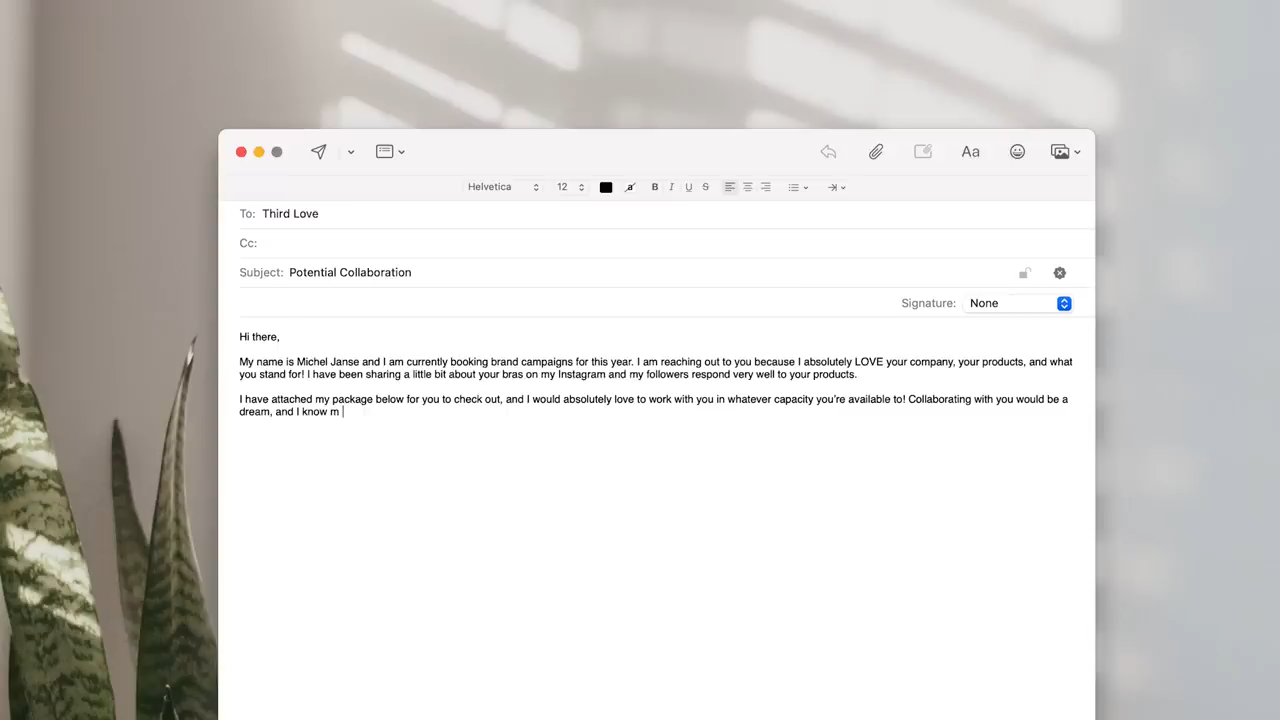 Helvetica 12 a B I U S
Aa
To: Third Love
Cc:
Subject: Potential Collaboration
Signature: None
Hi there,
My name is Michel Janse and I am currently booking brand campaigns for this year. I am reaching out to you because I absolutely LOVE your company, your products, and what
you stand for! I have been sharing a little bit about your bras on my Instagram and my followers respond very well to your products.
I have attached my package below for you to check out, and I would absolutely love to work with you in whatever capacity you're available to! Collaborating with you would be a
dream, and I know m